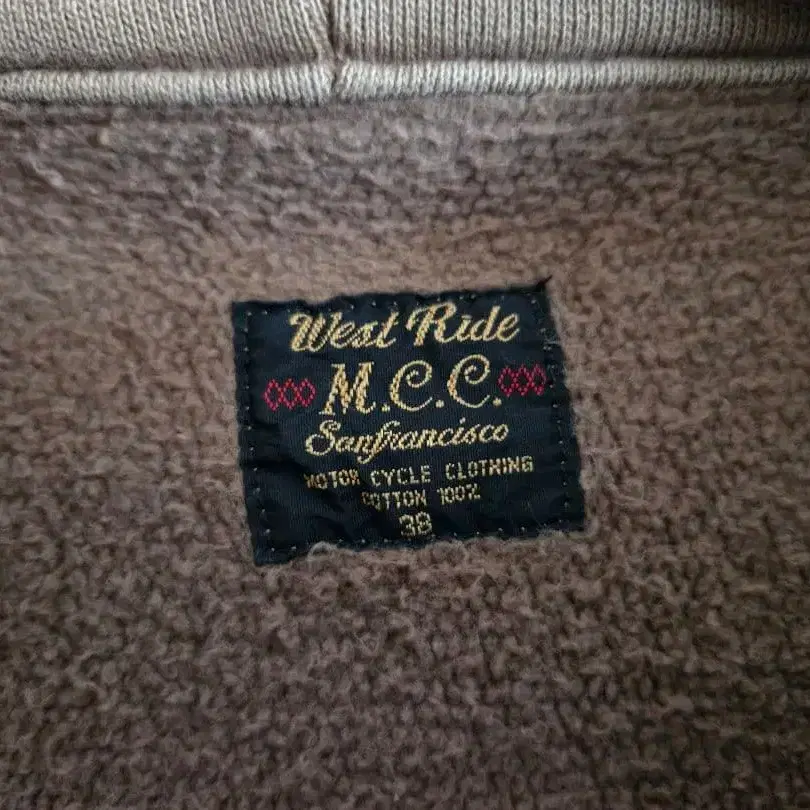 West Ride
M.C.C.
Sanfrancisco
MOTOR CYCLE CLOTHING
COTTON 100%
38